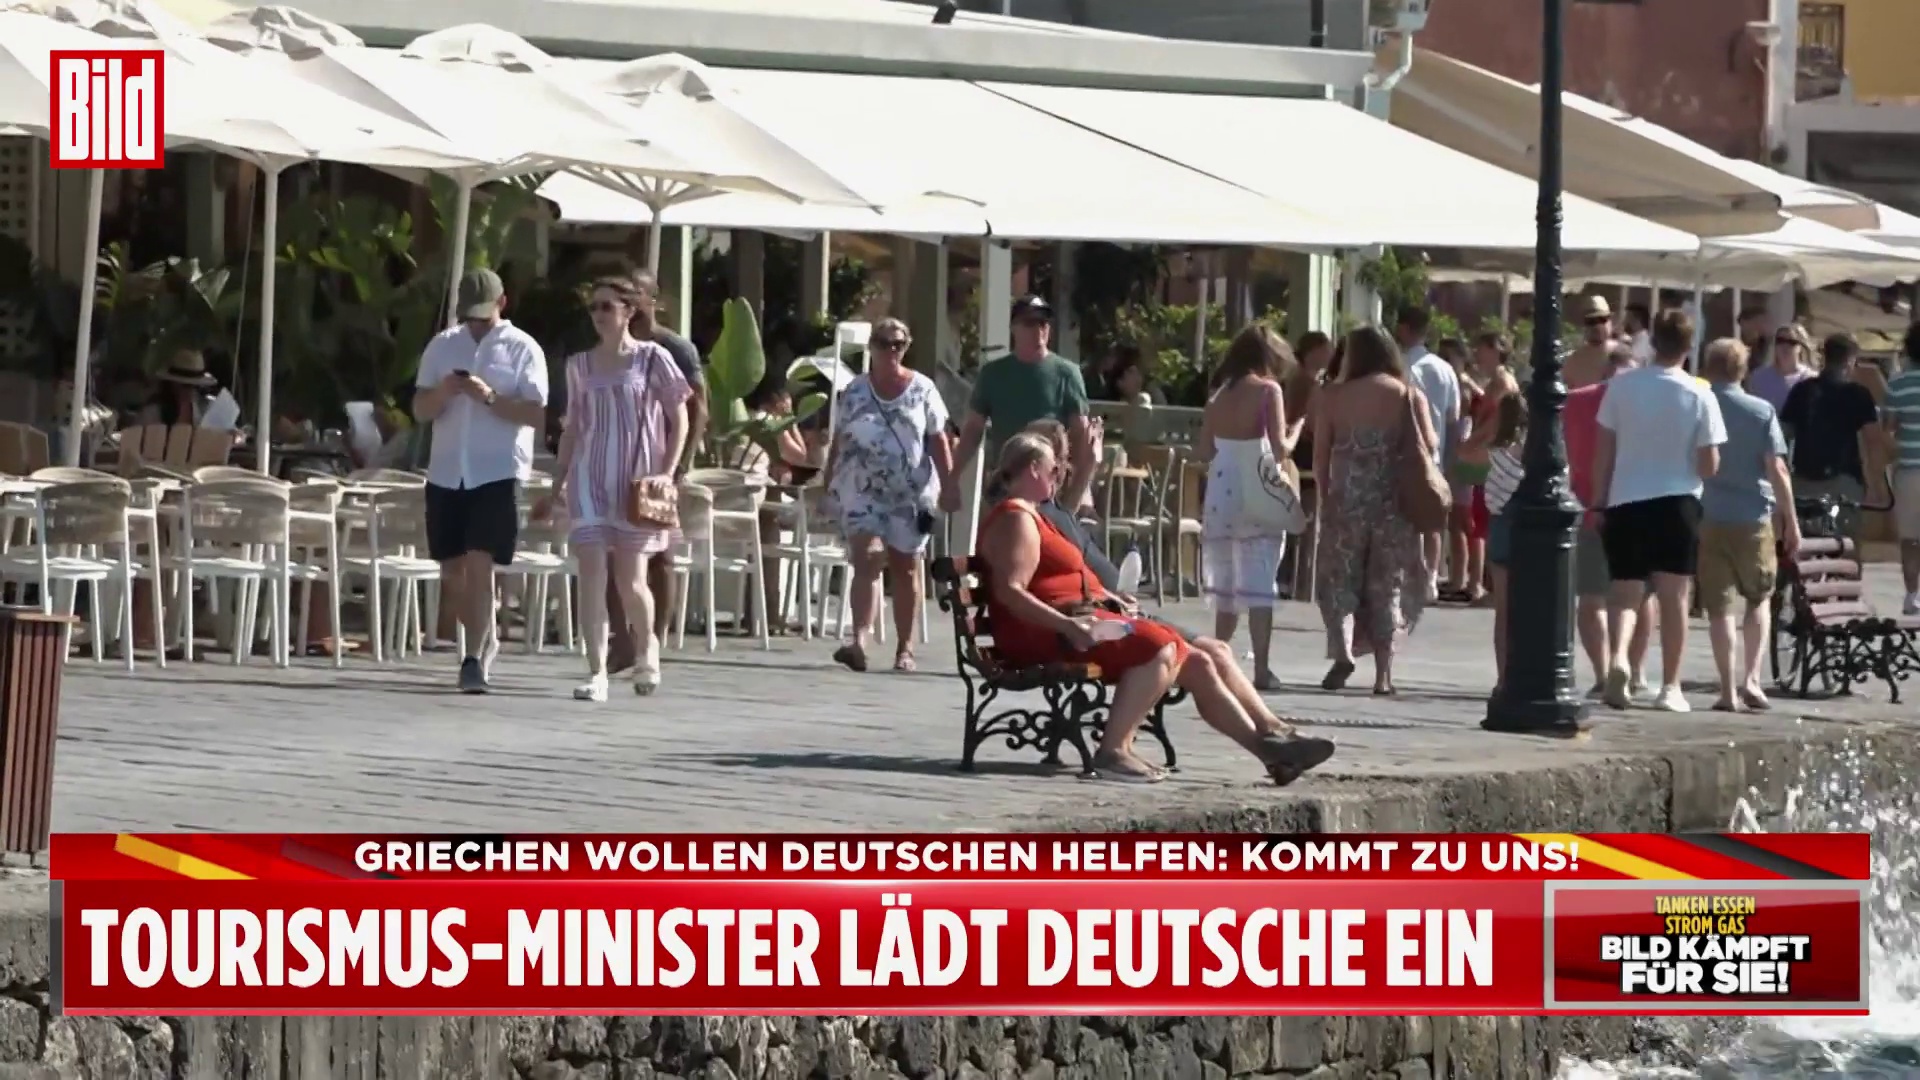 Bild
GRIECHEN WOLLEN DEUTSCHEN HELFEN: KOMMT ZU UNS!
TOURISMUS-MINISTER LÄDT DEUTSCHE EIN
TANKEN ESSEN
STROM GAS
BILD KÄMPFT
FÜR SIE!